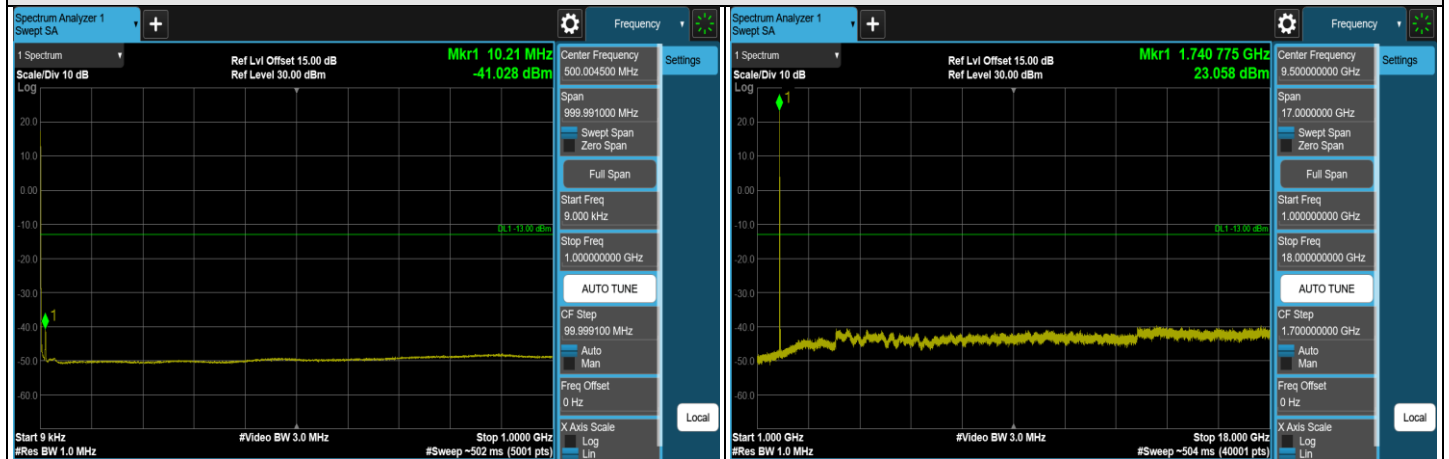 Spectrum Analyzer 1
Swept SA
+
Frequency
1 Spectrum
Scale/Div 10 dB
Log
Ref Lvl Offset 15.00 dB
Ref Level 30.00 dBm
Mkr1 10.21 MHz
-41.028 dBm
1
20.0
10.0
0.00
-10.0
DL1 -13.00 dBm
-20.0
-30.0
1
-40.0
-50.0
-60.0
Start 9 kHz
#Res BW 1.0 MHz
#Video BW 3.0 MHz
Stop 1.0000 GHz
#Sweep ~502 ms (5001 pts)
Center Frequency
500.004500 MHz
Settings
Span
999.991000 MHz
Swept Span
Zero Span
Full Span
Start Freq
9.000 kHz
Stop Freq
1.000000000 GHz
AUTO TUNE
CF Step
99.999100 MHz
Auto
Man
Freq Offset
0 Hz
X Axis Scale
Log
Lin
Local
Spectrum Analyzer 1
Swept SA
+
Frequency
1 Spectrum
Scale/Div 10 dB
Log
Ref Lvl Offset 15.00 dB
Ref Level 30.00 dBm
Mkr1 1.740 775 GHz
23.058 dBm
1
20.0
10.0
0.00
-10.0
DL1 -13.00 dBm
-20.0
-30.0
-40.0
-50.0
-60.0
Start 1.000 GHz
#Res BW 1.0 MHz
#Video BW 3.0 MHz
Stop 18.000 GHz
#Sweep ~504 ms (40001 pts)
Center Frequency
9.500000000 GHz
Settings
Span
17.0000000 GHz
Swept Span
Zero Span
Full Span
Start Freq
1.000000000 GHz
Stop Freq
18.000000000 GHz
AUTO TUNE
CF Step
1.700000000 GHz
Auto
Man
Freq Offset
0 Hz
X Axis Scale
Log
Lin
Local